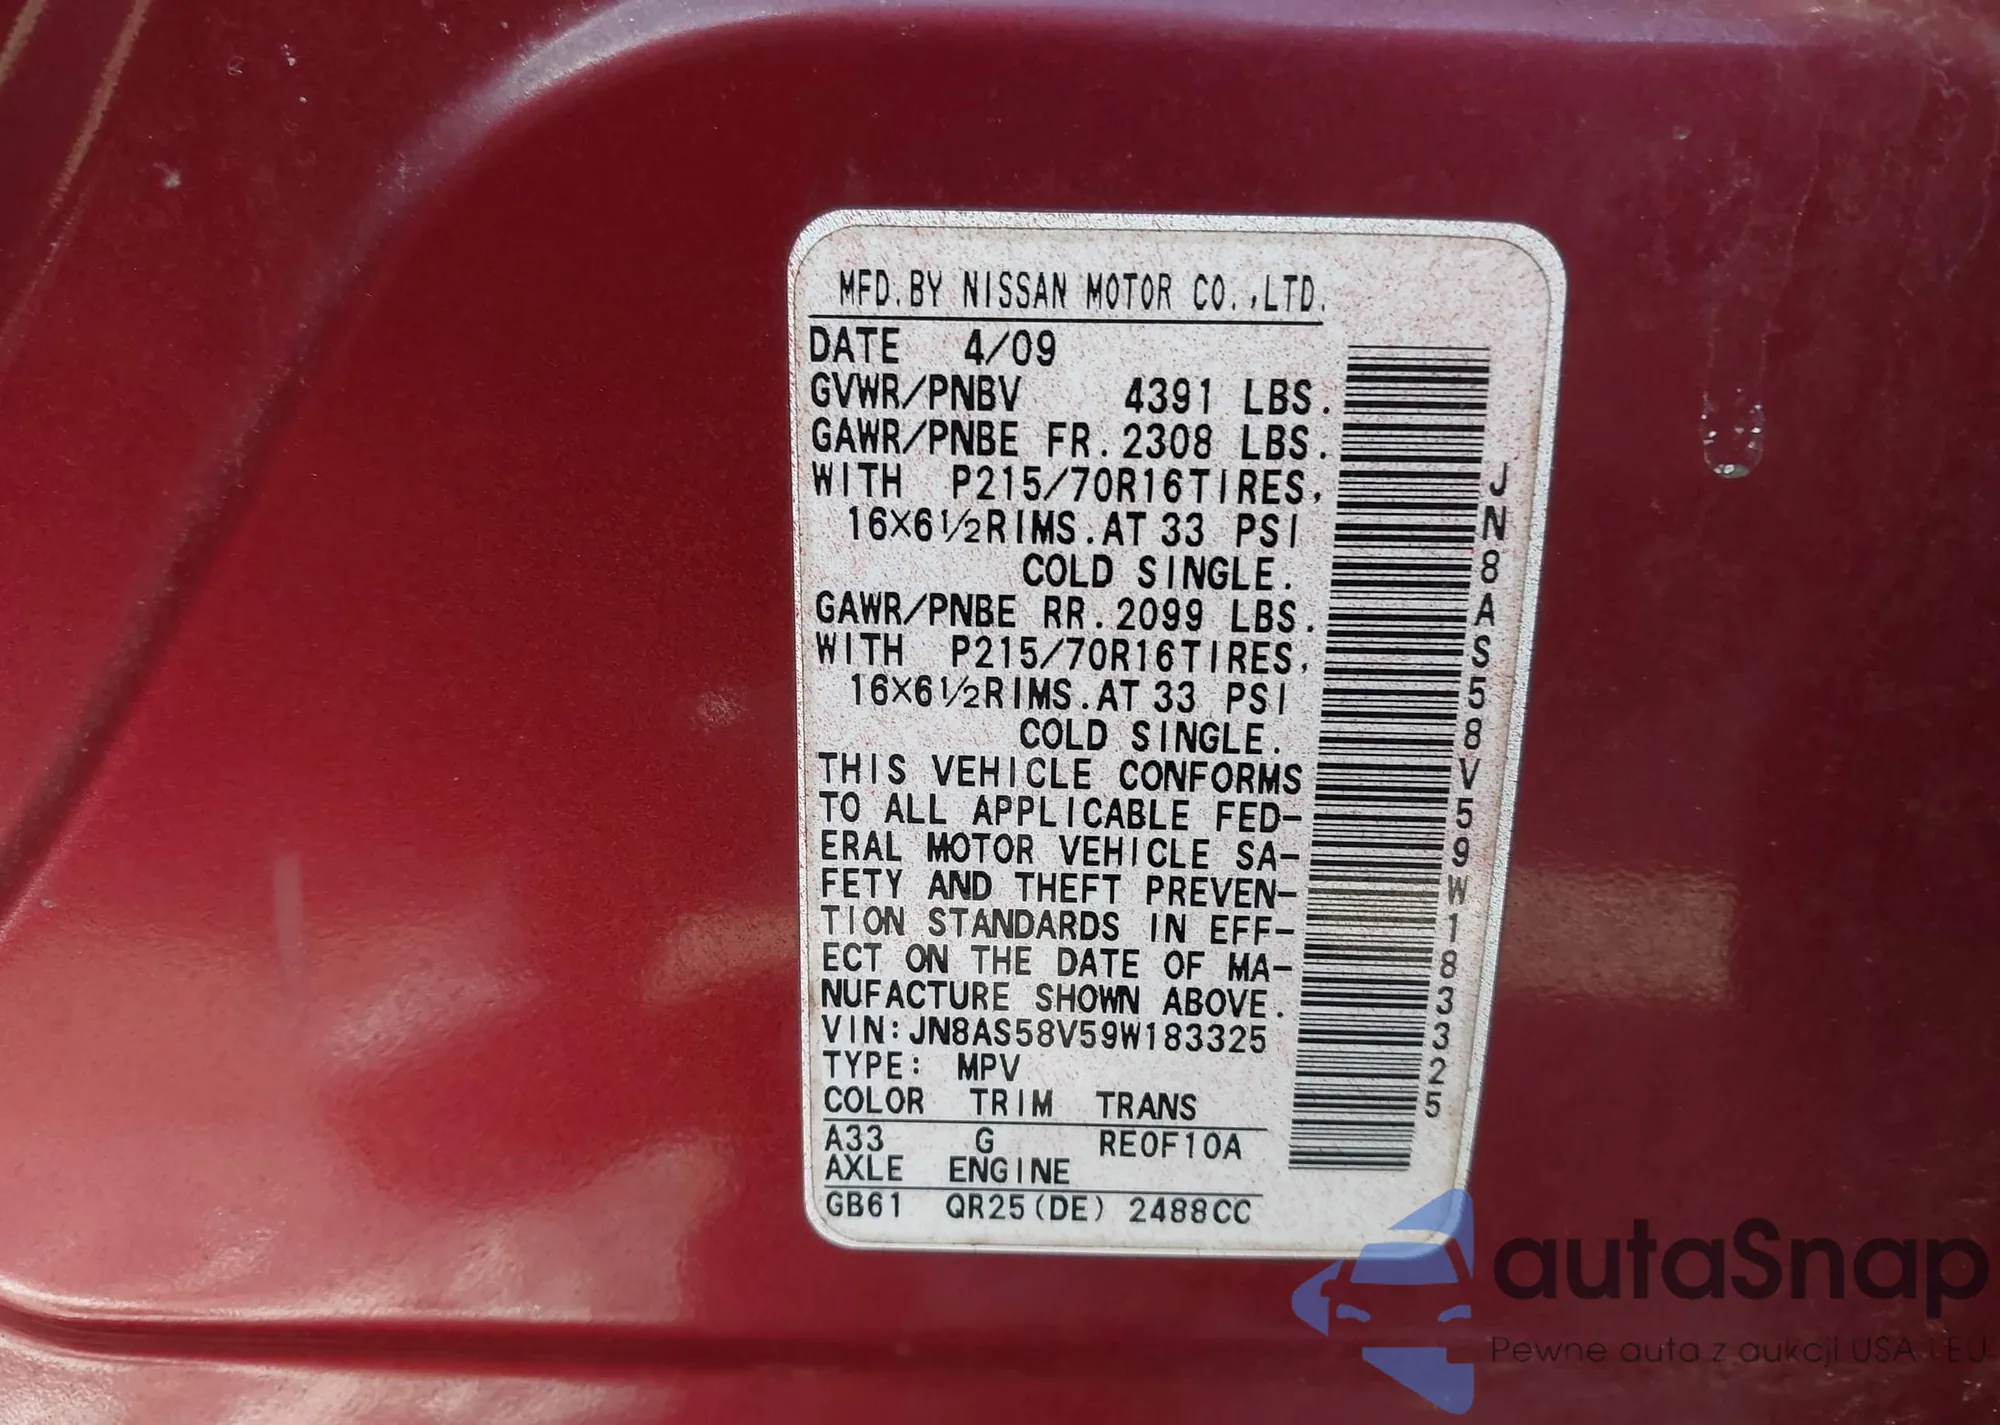 MFD. BY NISSAN MOTOR CO., LTD.
DATE 4/09
GVWR/PNBV 4391 LBS.
GAWR/PNBE FR. 2308 LBS.
WITH P215/70R16TIRES,
16X6½RIMS. AT 33 PSI
COLD SINGLE.
GAWR/PNBE RR. 2099 LBS.
WITH P215/70R16TIRES,
16X6½RIMS. AT 33 PSI
COLD SINGLE.
THIS VEHICLE CONFORMS
TO ALL APPLICABLE FED-
ERAL MOTOR VEHICLE SA-
FETY AND THEFT PREVEN-
TION STANDARDS IN EFF-
ECT ON THE DATE OF MA-
NUFACTURE SHOWN ABOVE.
VIN: JN8AS58V59W183325
TYPE: MPV
COLOR TRIM TRANS
A33 G RE0F10A
AXLE ENGINE
GB61 QR25(DE) 2488CC
JN8AS58V59W183325
autaSnap
Pewne auta z aukcji USA i EU